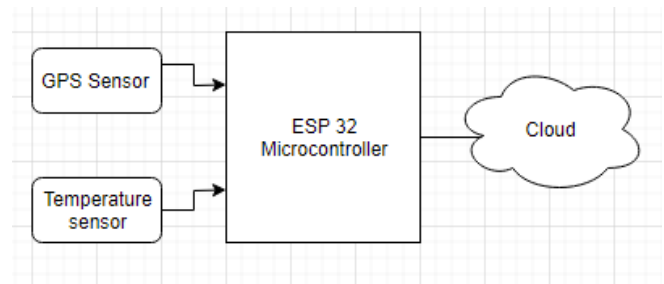 GPS Sensor
ESP 32
Microcontroller
Cloud
Temperature
sensor